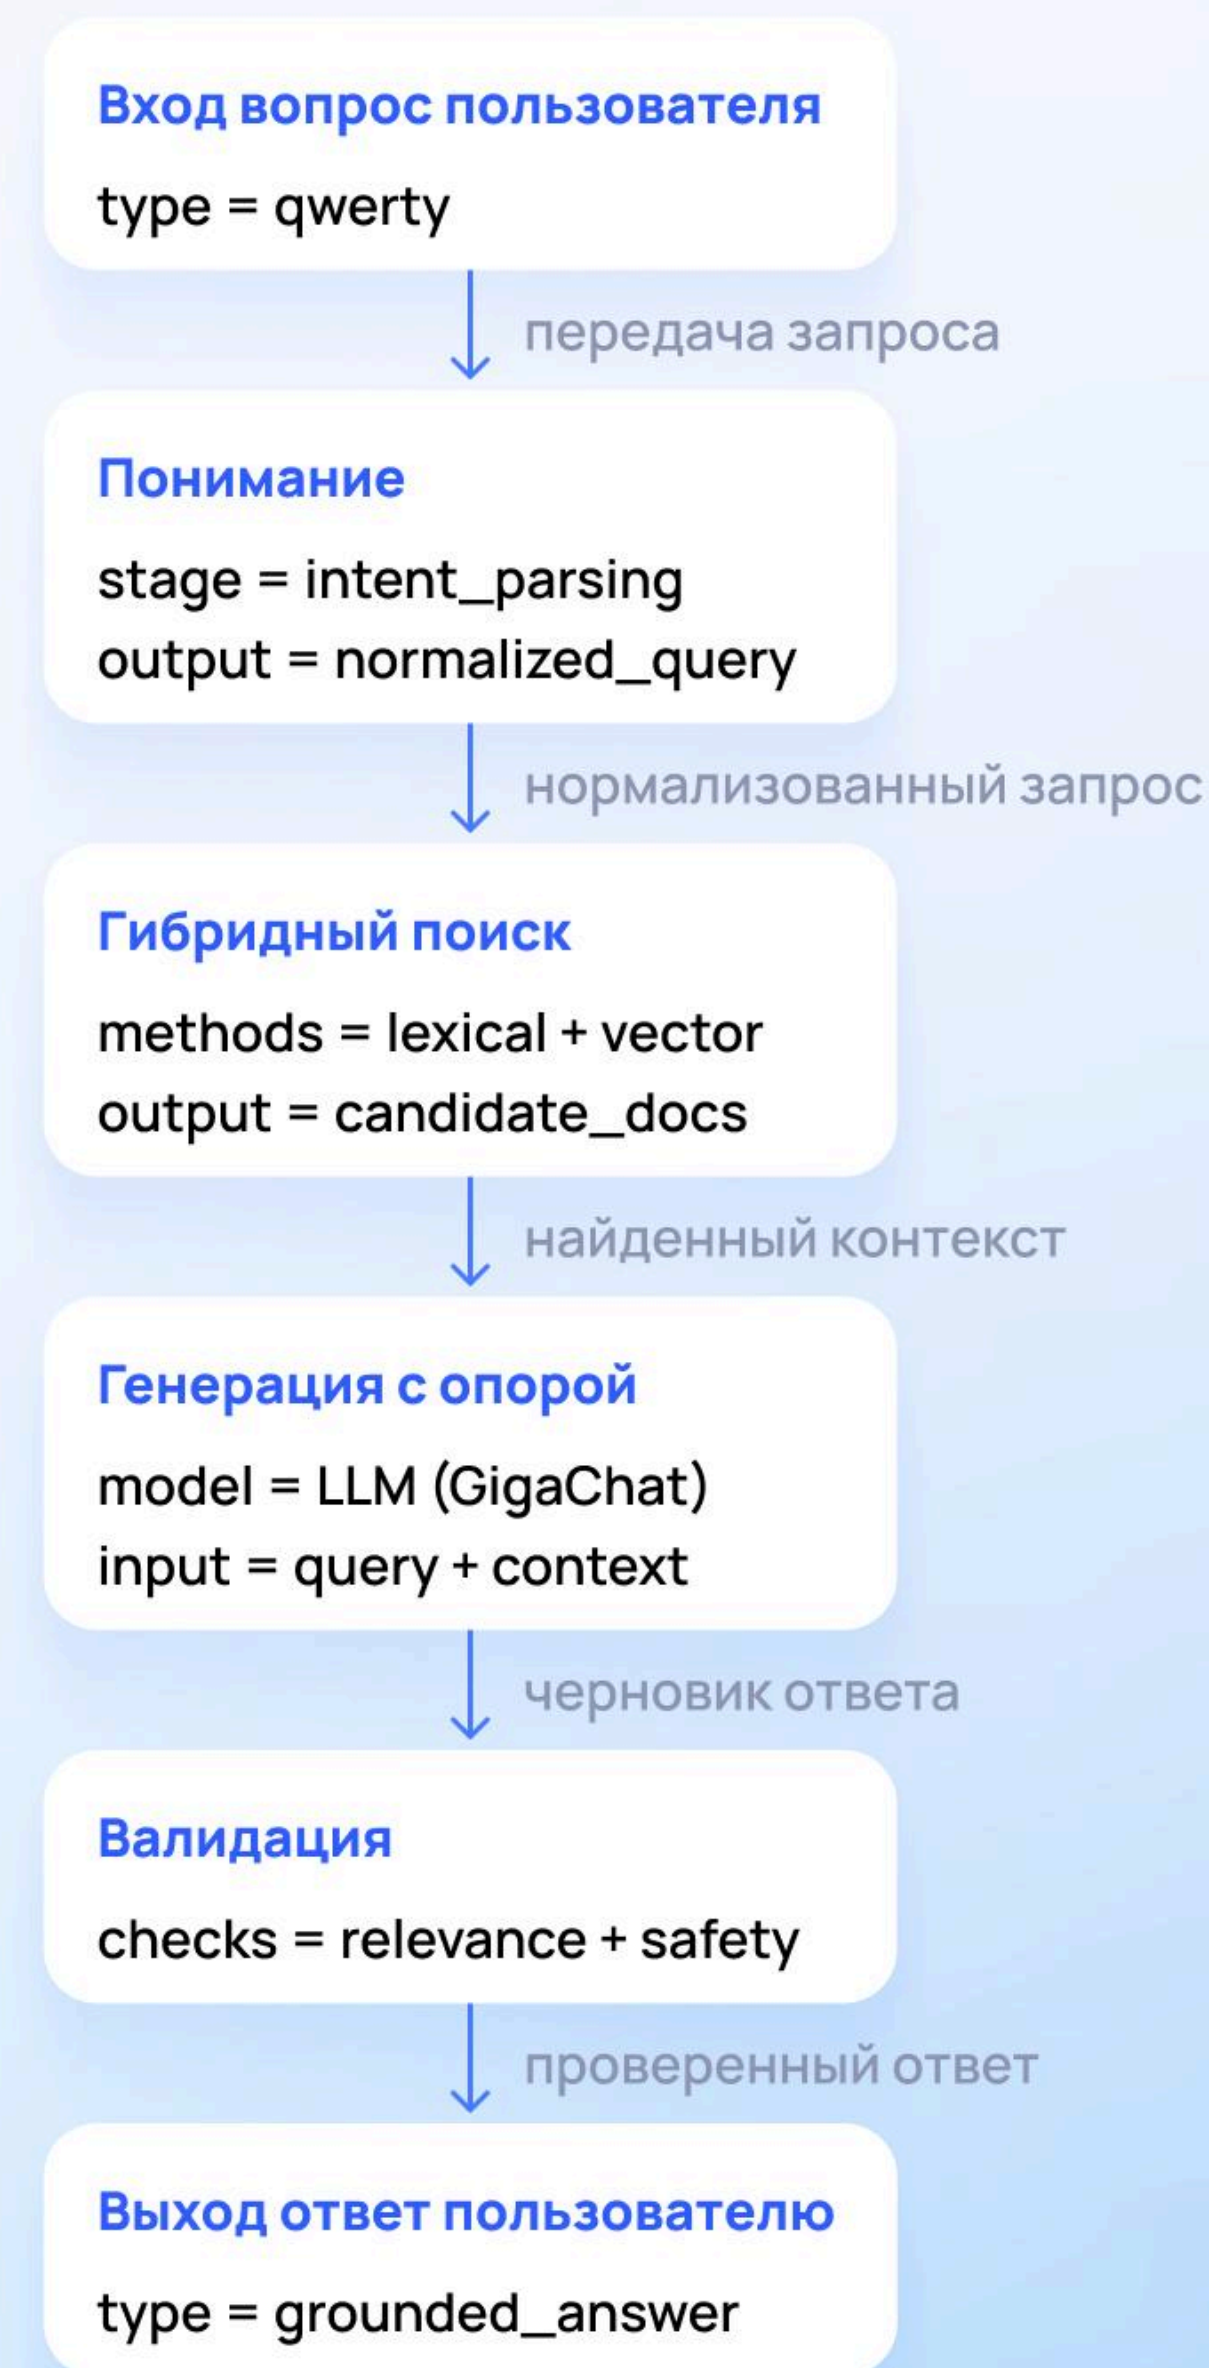 Вход вопрос пользователя
type = qwerty
передача запроса
Понимание
stage = intent_parsing
output = normalized_query
нормализованный запрос
Гибридный поиск
methods = lexical + vector
output = candidate_docs
найденный контекст
Генерация с опорой
model = LLM (GigaChat)
input = query + context
черновик ответа
Валидация
checks = relevance + safety
проверенный ответ
Выход ответ пользователю
type = grounded_answer